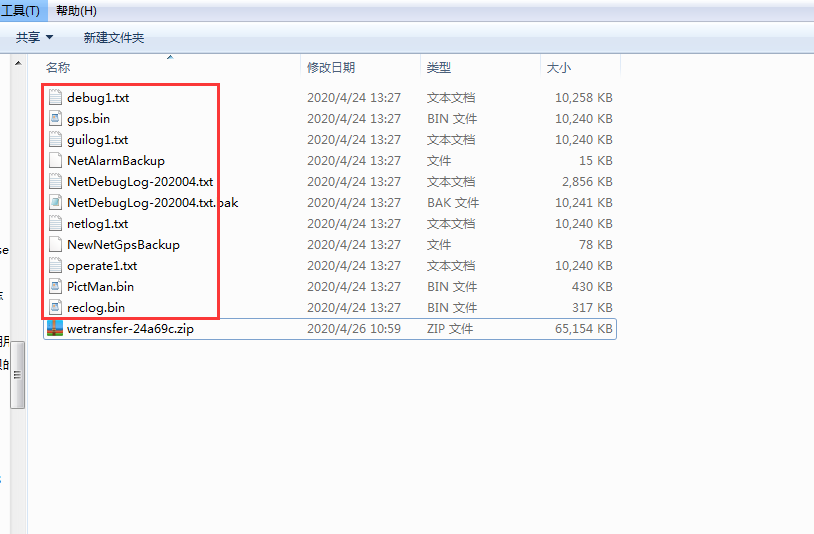 工具(T) 帮助(H)
共享 新建文件夹
名称 修改日期 类型 大小
debug1.txt 2020/4/24 13:27 文本文档 10,258 KB
gps.bin 2020/4/24 13:27 BIN 文件 10,240 KB
guilog1.txt 2020/4/24 13:27 文本文档 10,240 KB
NetAlarmBackup 2020/4/24 13:27 文件 15 KB
NetDebugLog-202004.txt 2020/4/24 13:27 文本文档 2,856 KB
NetDebugLog-202004.txt.bak 2020/4/24 13:27 BAK 文件 10,241 KB
netlog1.txt 2020/4/24 13:27 文本文档 10,240 KB
NewNetGpsBackup 2020/4/24 13:27 文件 78 KB
operate1.txt 2020/4/24 13:27 文本文档 10,240 KB
PictMan.bin 2020/4/24 13:27 BIN 文件 430 KB
reclog.bin 2020/4/24 13:27 BIN 文件 317 KB
wetransfer-24a69c.zip 2020/4/26 10:59 ZIP 文件 65,154 KB